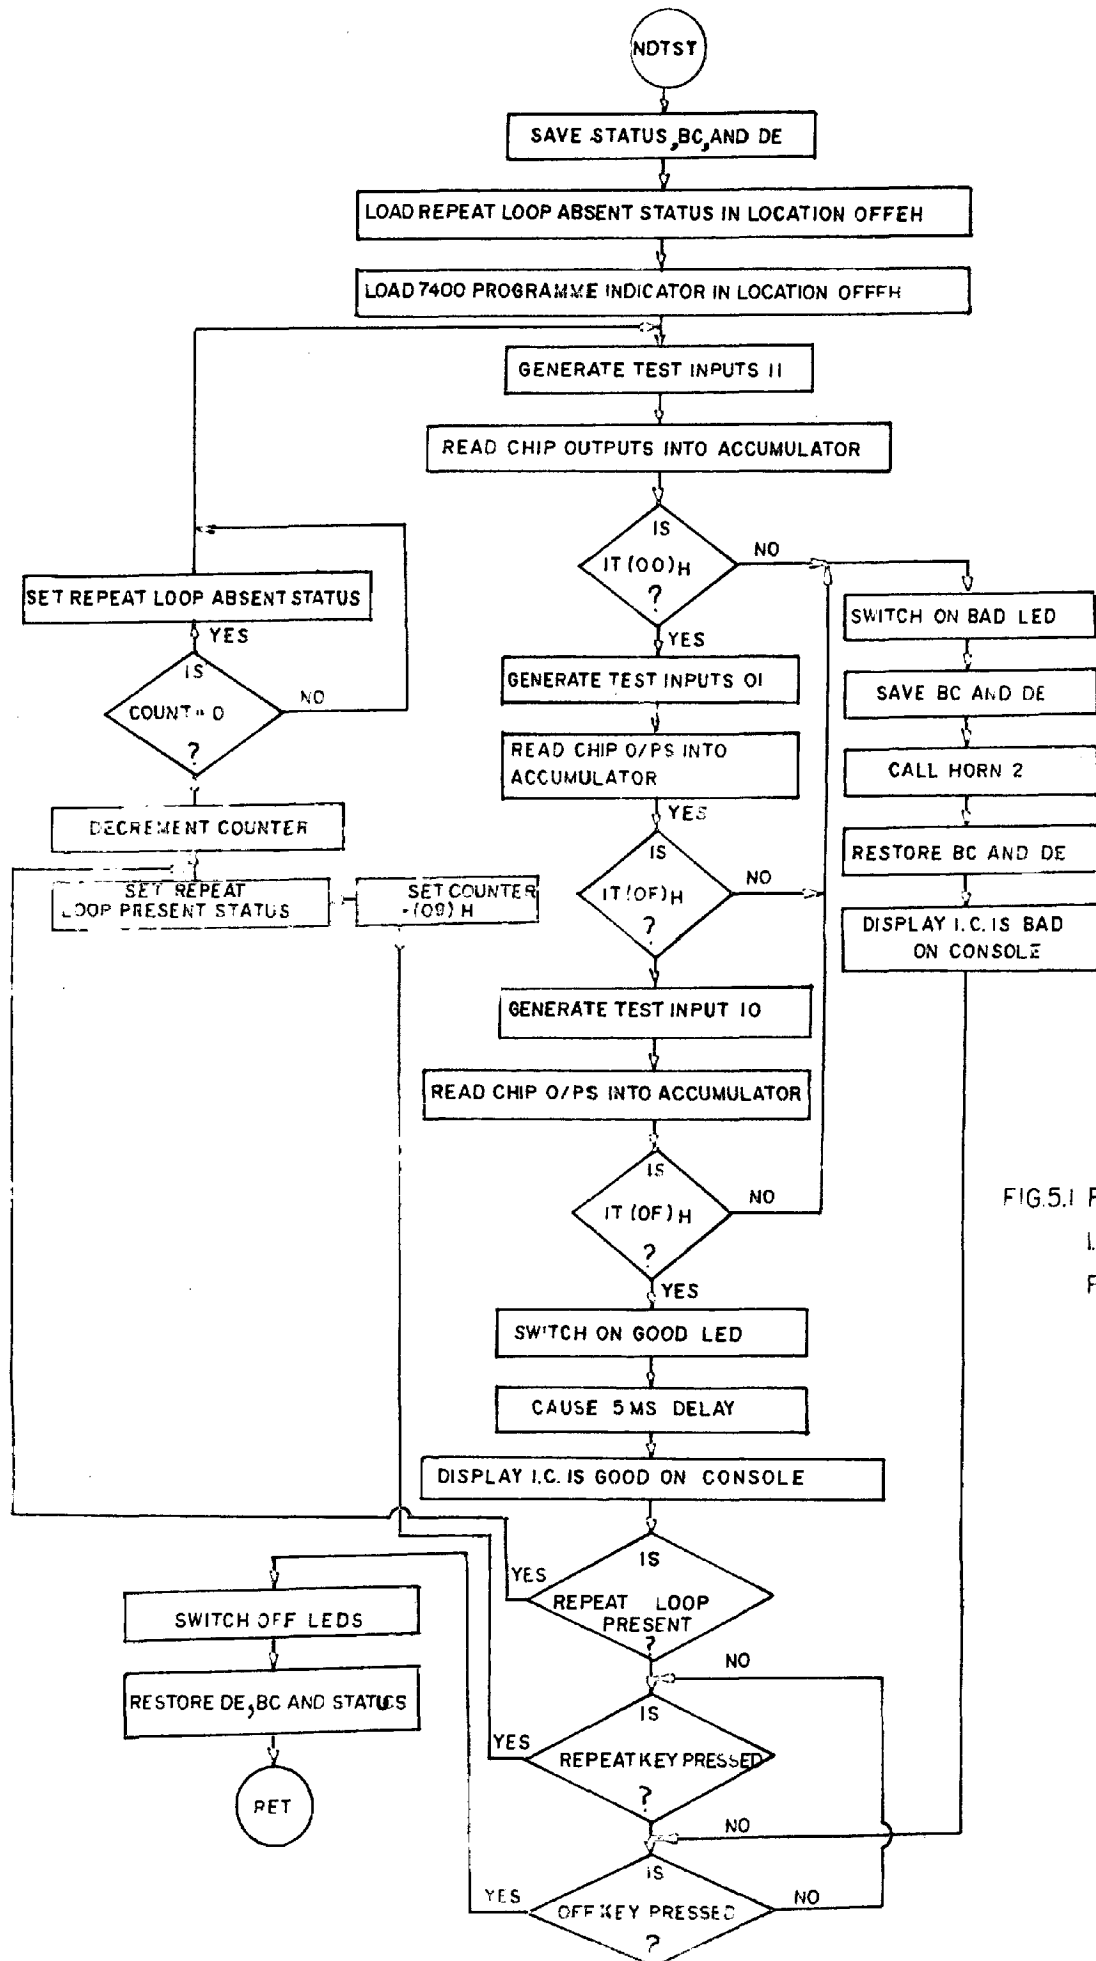 NDTST
SAVE STATUS, BC, AND DE
LOAD REPEAT LOOP ABSENT STATUS IN LOCATION OFFEH
LOAD 7400 PROGRAMME INDICATOR IN LOCATION OFFFH
GENERATE TEST INPUTS 11
READ CHIP OUTPUTS INTO ACCUMULATOR
IS
IT (00) H
?
NO
YES
SET REPEAT LOOP ABSENT STATUS
YES
IS
COUNT = 0
?
NO
DECREMENT COUNTER
SET REPEAT
LOOP PRESENT STATUS
SET COUNTER
-(09) H
GENERATE TEST INPUTS 01
READ CHIP O/PS INTO
ACCUMULATOR
YES
IS
IT (OF) H
?
NO
GENERATE TEST INPUT 10
READ CHIP O/PS INTO ACCUMULATOR
IS
IT (OF) H
?
NO
YES
SWITCH ON BAD LED
SAVE BC AND DE
CALL HORN 2
RESTORE BC AND DE
DISPLAY I.C. IS BAD
ON CONSOLE
FIG.5.1
SWITCH ON GOOD LED
CAUSE 5 MS DELAY
DISPLAY I.C. IS GOOD ON CONSOLE
IS
REPEAT LOOP
PRESENT
?
YES
NO
IS
REPEAT KEY PRESSED
?
YES
NO
IS
OFF KEY PRESSED
?
YES
NO
SWITCH OFF LEDS
RESTORE DE, BC AND STATUS
RET